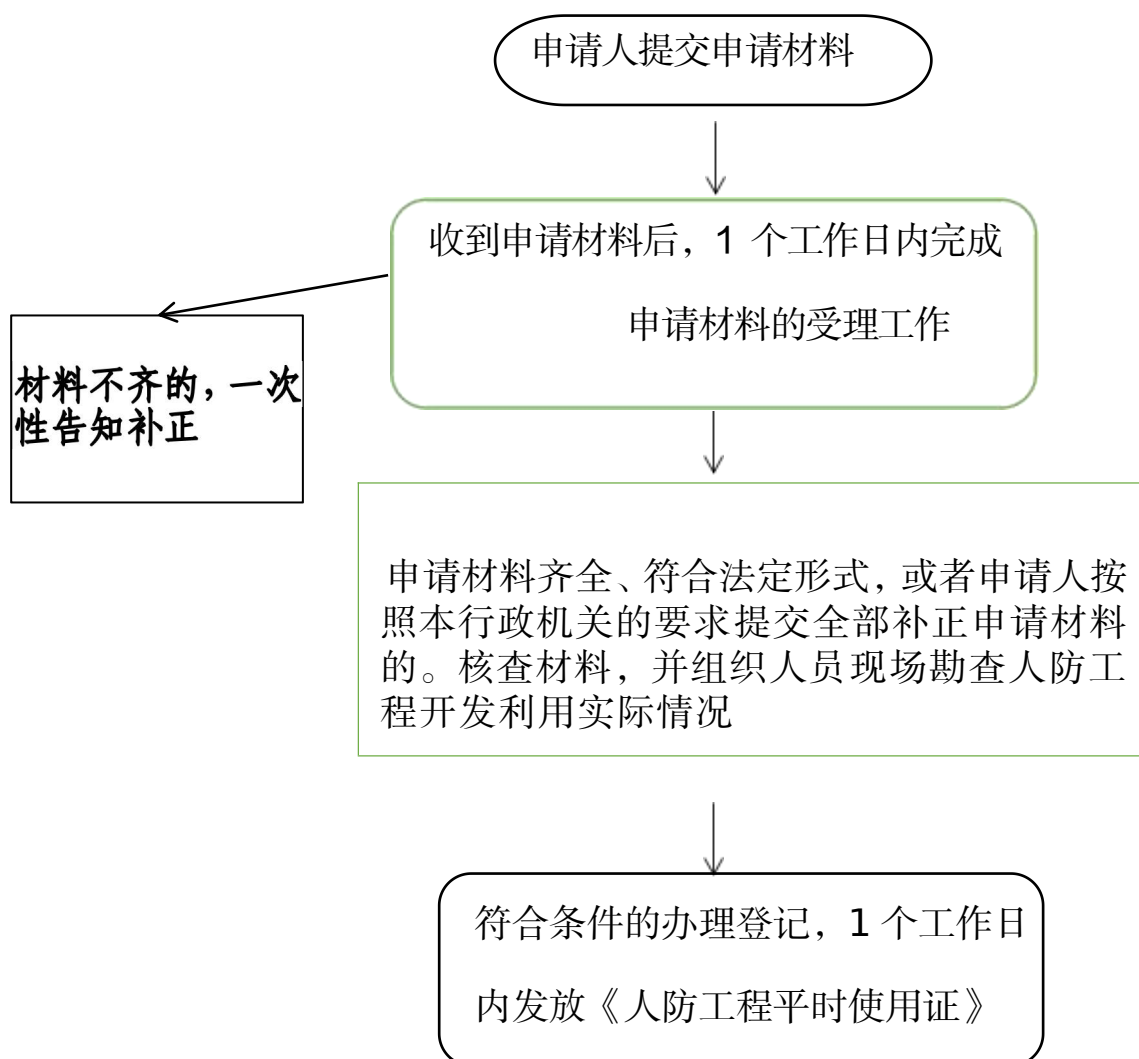 申请人提交申请材料
收到申请材料后，1 个工作日内完成
申请材料的受理工作
材料不齐的，一次
性告知补正
申请材料齐全、符合法定形式，或者申请人按
照本行政机关的要求提交全部补正申请材料
的。核查材料，并组织人员现场勘查人防工
程开发利用实际情况
符合条件的办理登记，1 个工作日
内发放《人防工程平时使用证》